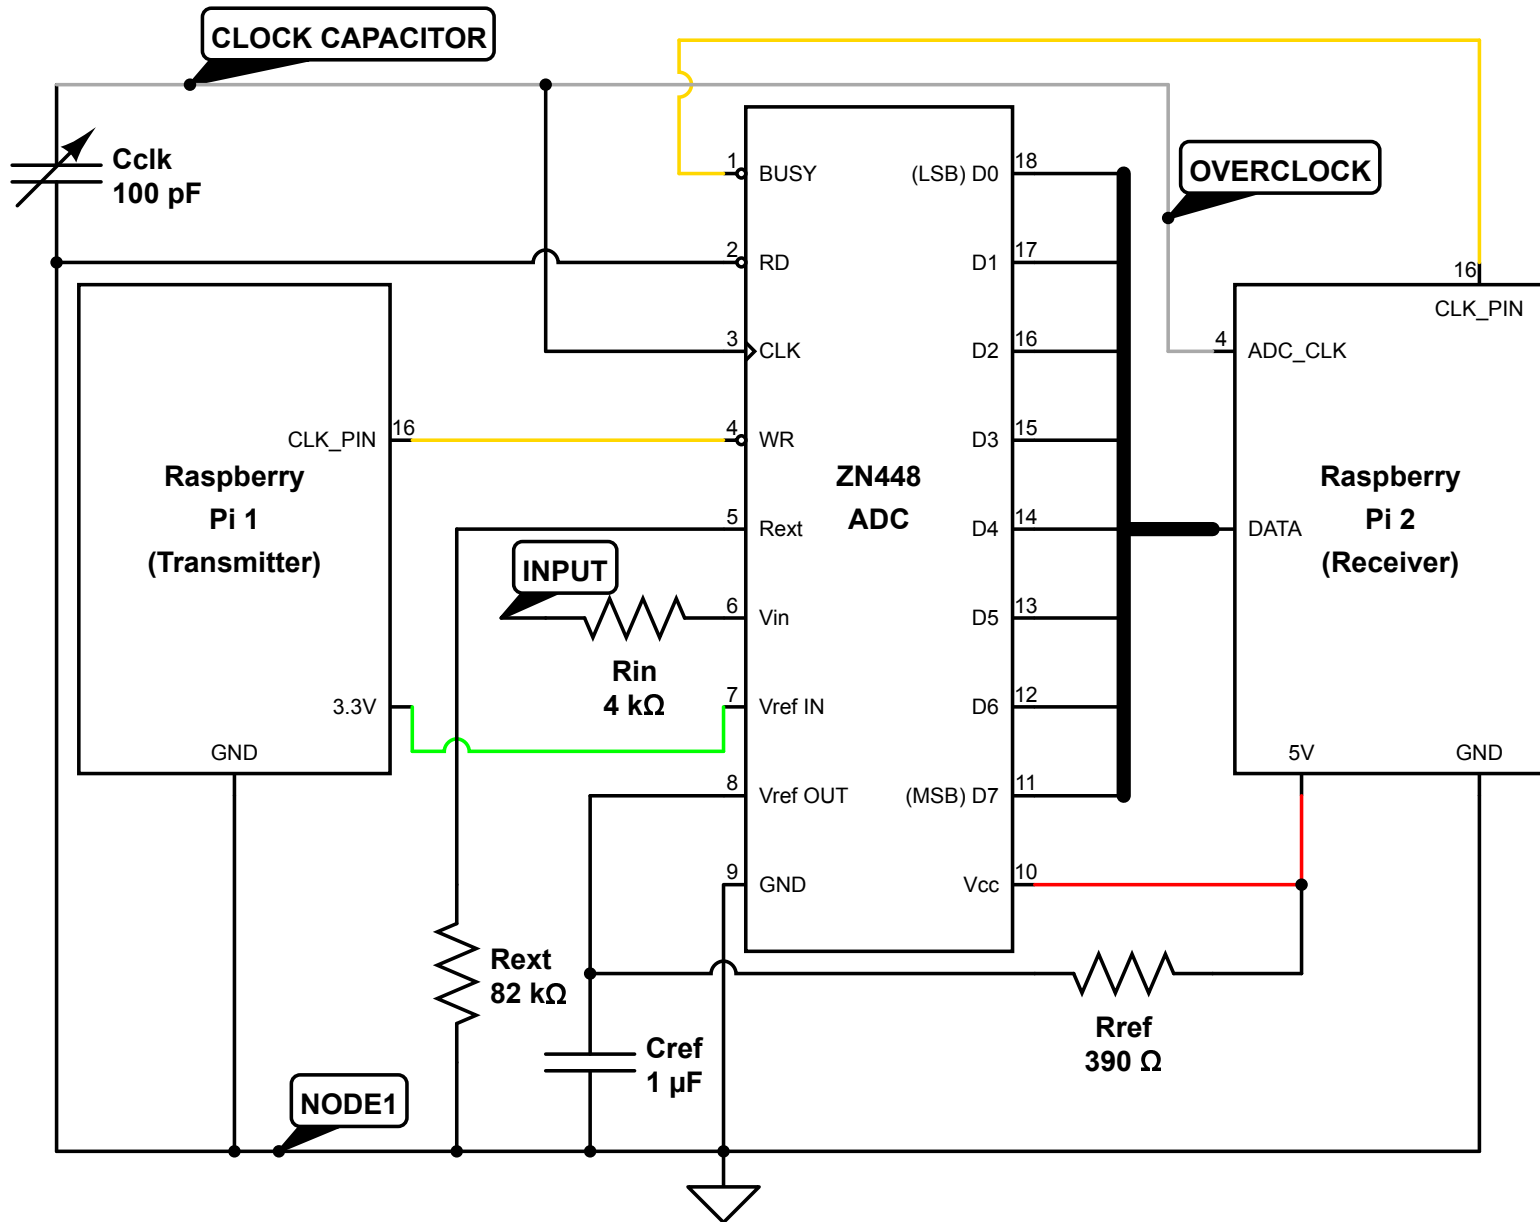 CLOCK CAPACITOR
Cclk
100 pF
OVERCLOCK
1
BUSY
(LSB) D0
18
2
RD
D1
17
16
CLK_PIN
3
CLK
D2
16
4
ADC_CLK
CLK_PIN
16
4
WR
D3
15
Raspberry
Pi 1
(Transmitter)
ZN448
ADC
Raspberry
Pi 2
(Receiver)
5
Rext
D4
14
DATA
INPUT
6
Vin
D5
13
Rin
4 kΩ
3.3V
7
Vref IN
D6
12
GND
5V
GND
8
Vref OUT
(MSB) D7
11
9
GND
Vcc
10
Rext
82 kΩ
Rref
390 Ω
Cref
1 µF
NODE1